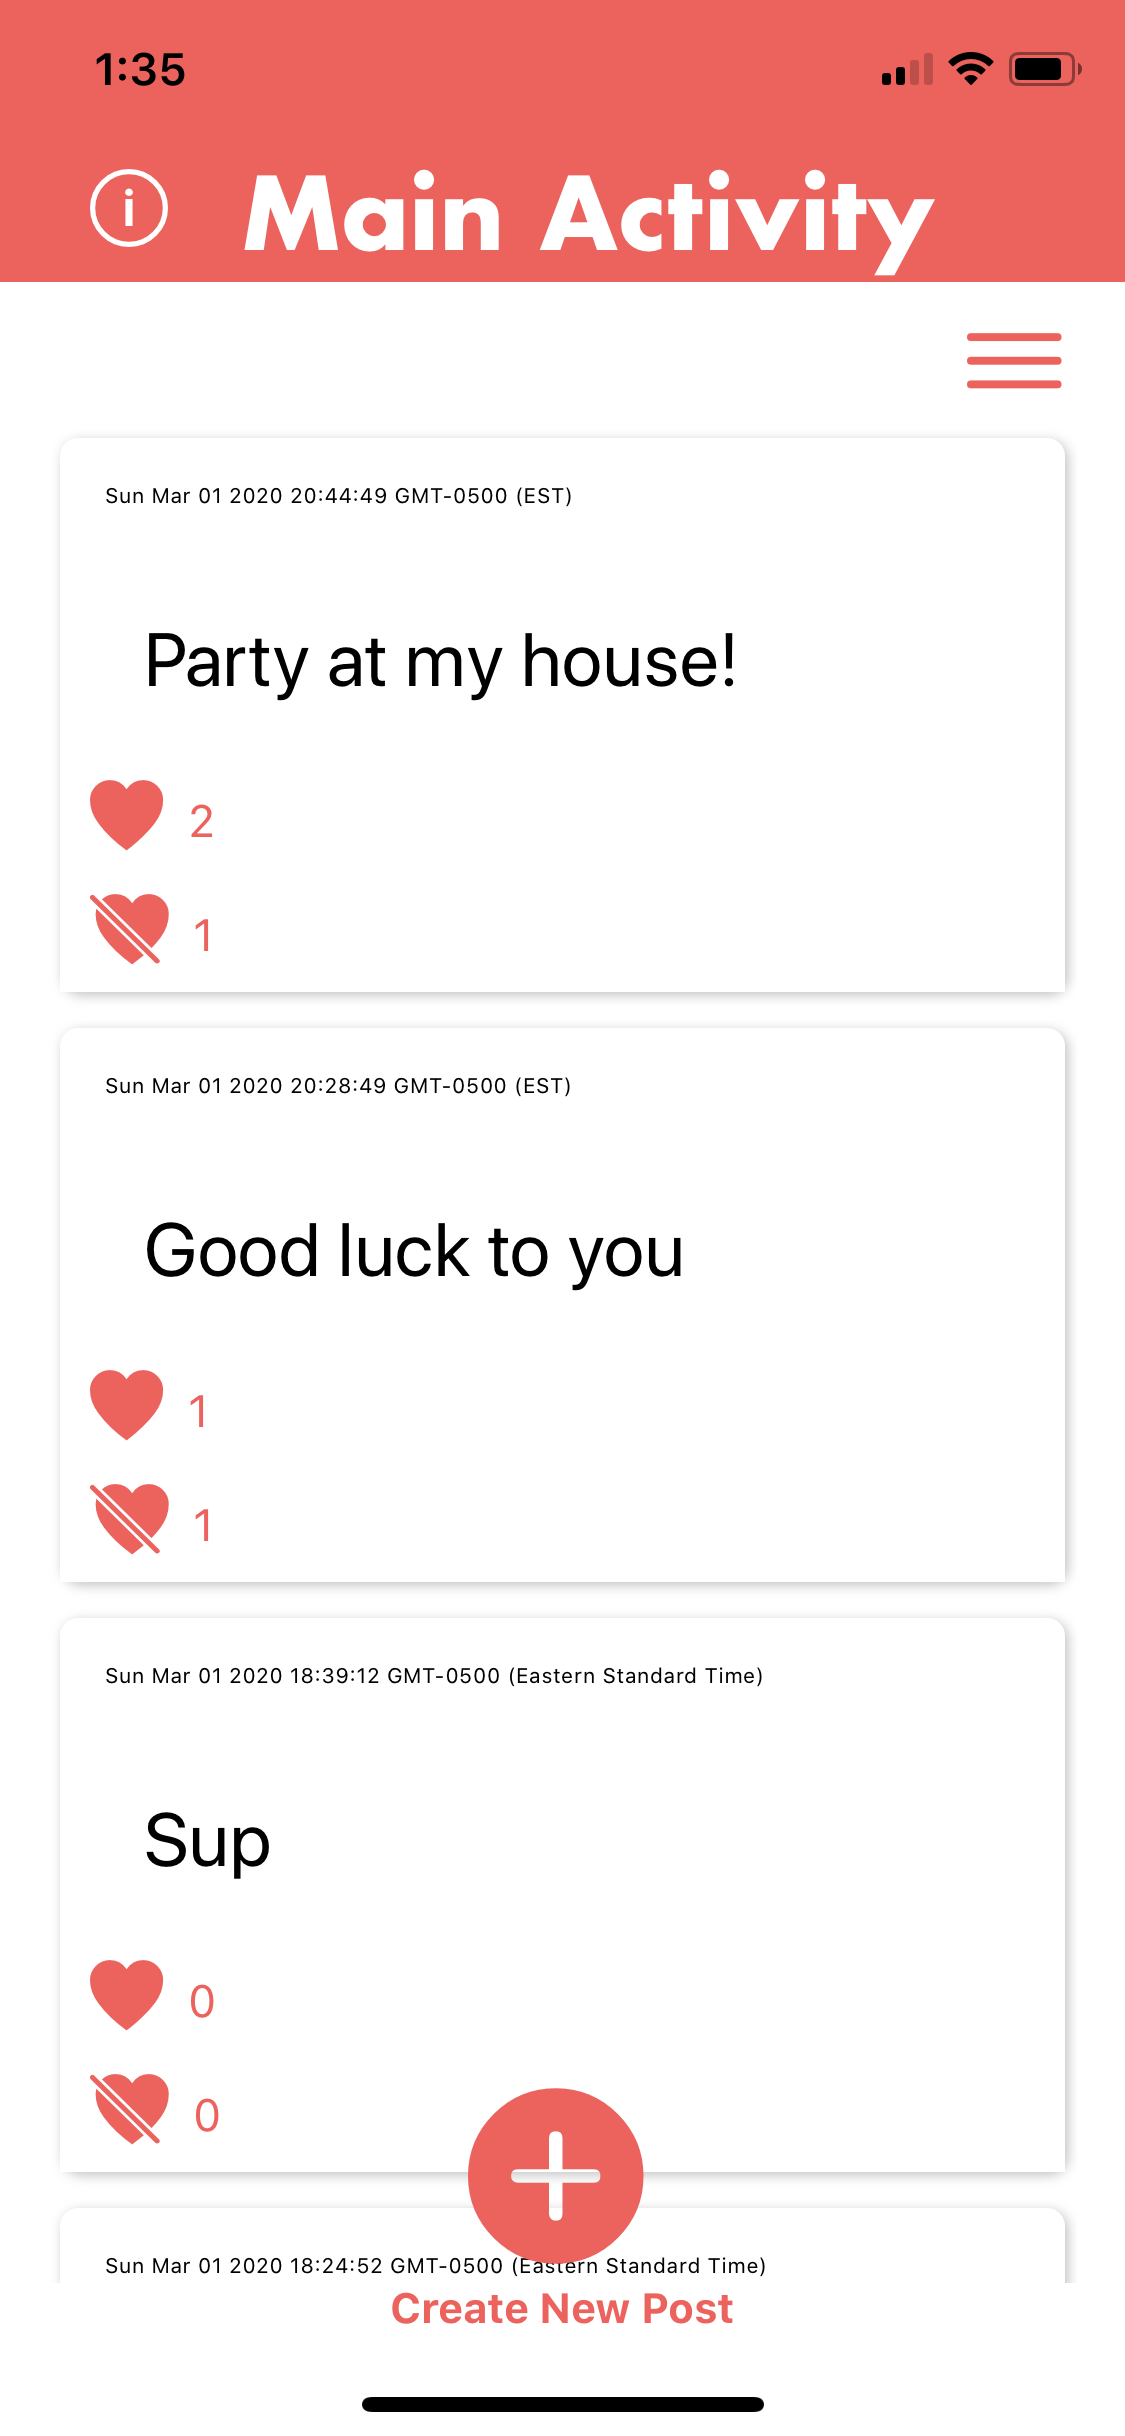 1:35
i Main Activity
Sun Mar 01 2020 20:44:49 GMT-0500 (EST)
Party at my house!
2
1
Sun Mar 01 2020 20:28:49 GMT-0500 (EST)
Good luck to you
1
1
Sun Mar 01 2020 18:39:12 GMT-0500 (Eastern Standard Time)
Sup
0
0
Sun Mar 01 2020 18:24:52 GMT-0500 (Eastern Standard Time)
Create New Post